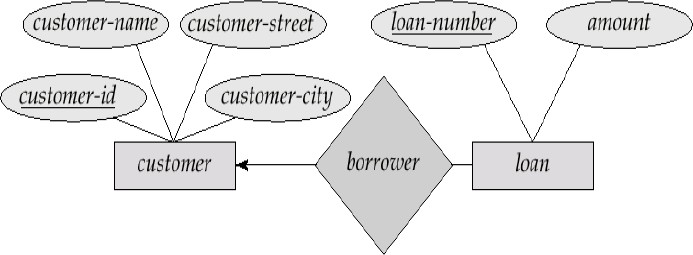 customer-name
customer-street
customer-id
customer-city
customer
borrower
loan-number
amount
loan